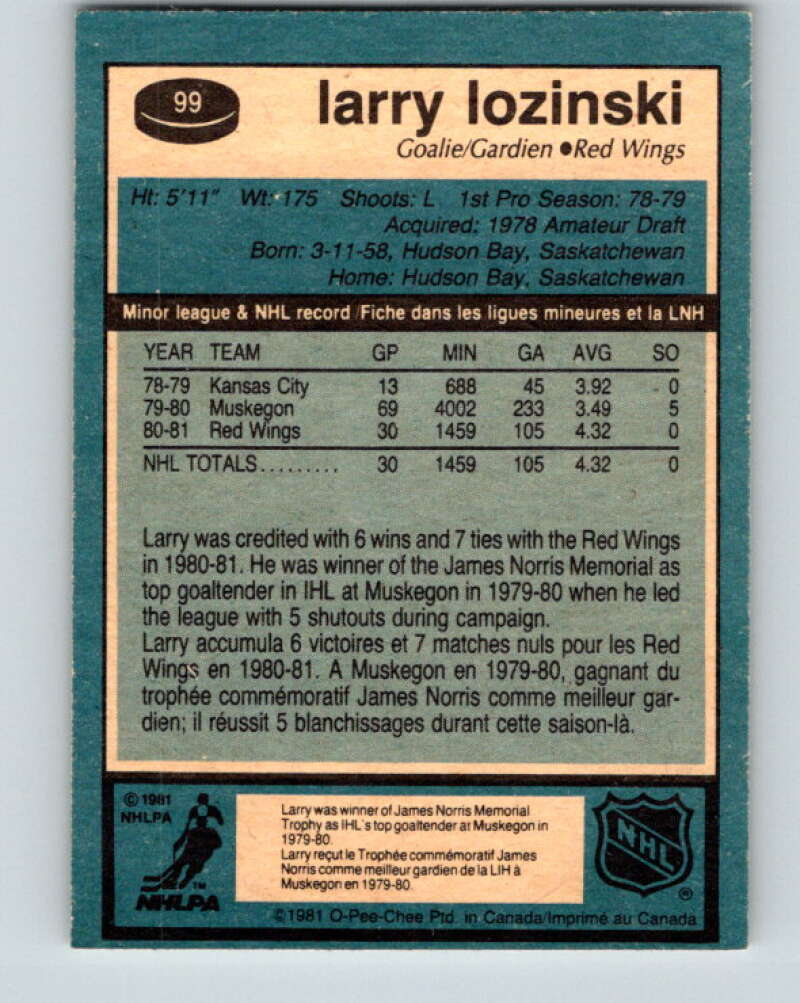 99
larry lozinski
Goalie/Gardien ●Red Wings
Ht: 5'11" Wt: 175 Shoots: L 1st Pro Season: 78-79
Acquired: 1978 Amateur Draft
Born: 3-11-58, Hudson Bay, Saskatchewan
Home: Hudson Bay, Saskatchewan
Minor league & NHL record/Fiche dans les ligues mineures et la LNH
YEAR TEAM GP MIN GA AVG SO
78-79 Kansas City 13 688 45 3.92 0
79-80 Muskegon 69 4002 233 3.49 5
80-81 Red Wings 30 1459 105 4.32 0
NHL TOTALS......... 30 1459 105 4.32 0
Larry was credited with 6 wins and 7 ties with the Red Wings
in 1980-81. He was winner of the James Norris Memorial as
top goaltender in IHL at Muskegon in 1979-80 when he led
the league with 5 shutouts during campaign.
Larry accumula 6 victoires et 7 matches nuls pour les Red
Wings en 1980-81. A Muskegon en 1979-80, gagnant du
trophée commémoratif James Norris comme meilleur gar-
dien; il réussit 5 blanchissages durant cette saison-là.
© 1981
NHLPA
TM
NHLPA
Larry was winner of James Norris Memorial
Trophy as IHL's top goaltender at Muskegon in
1979-80.
Larry reçut le Trophée commémoratif James
Norris comme meilleur gardien de la LIH à
Muskegon en 1979-80.
NHL
®
©1981 O-Pee-Chee Ptd. in Canada/Imprimé au Canada